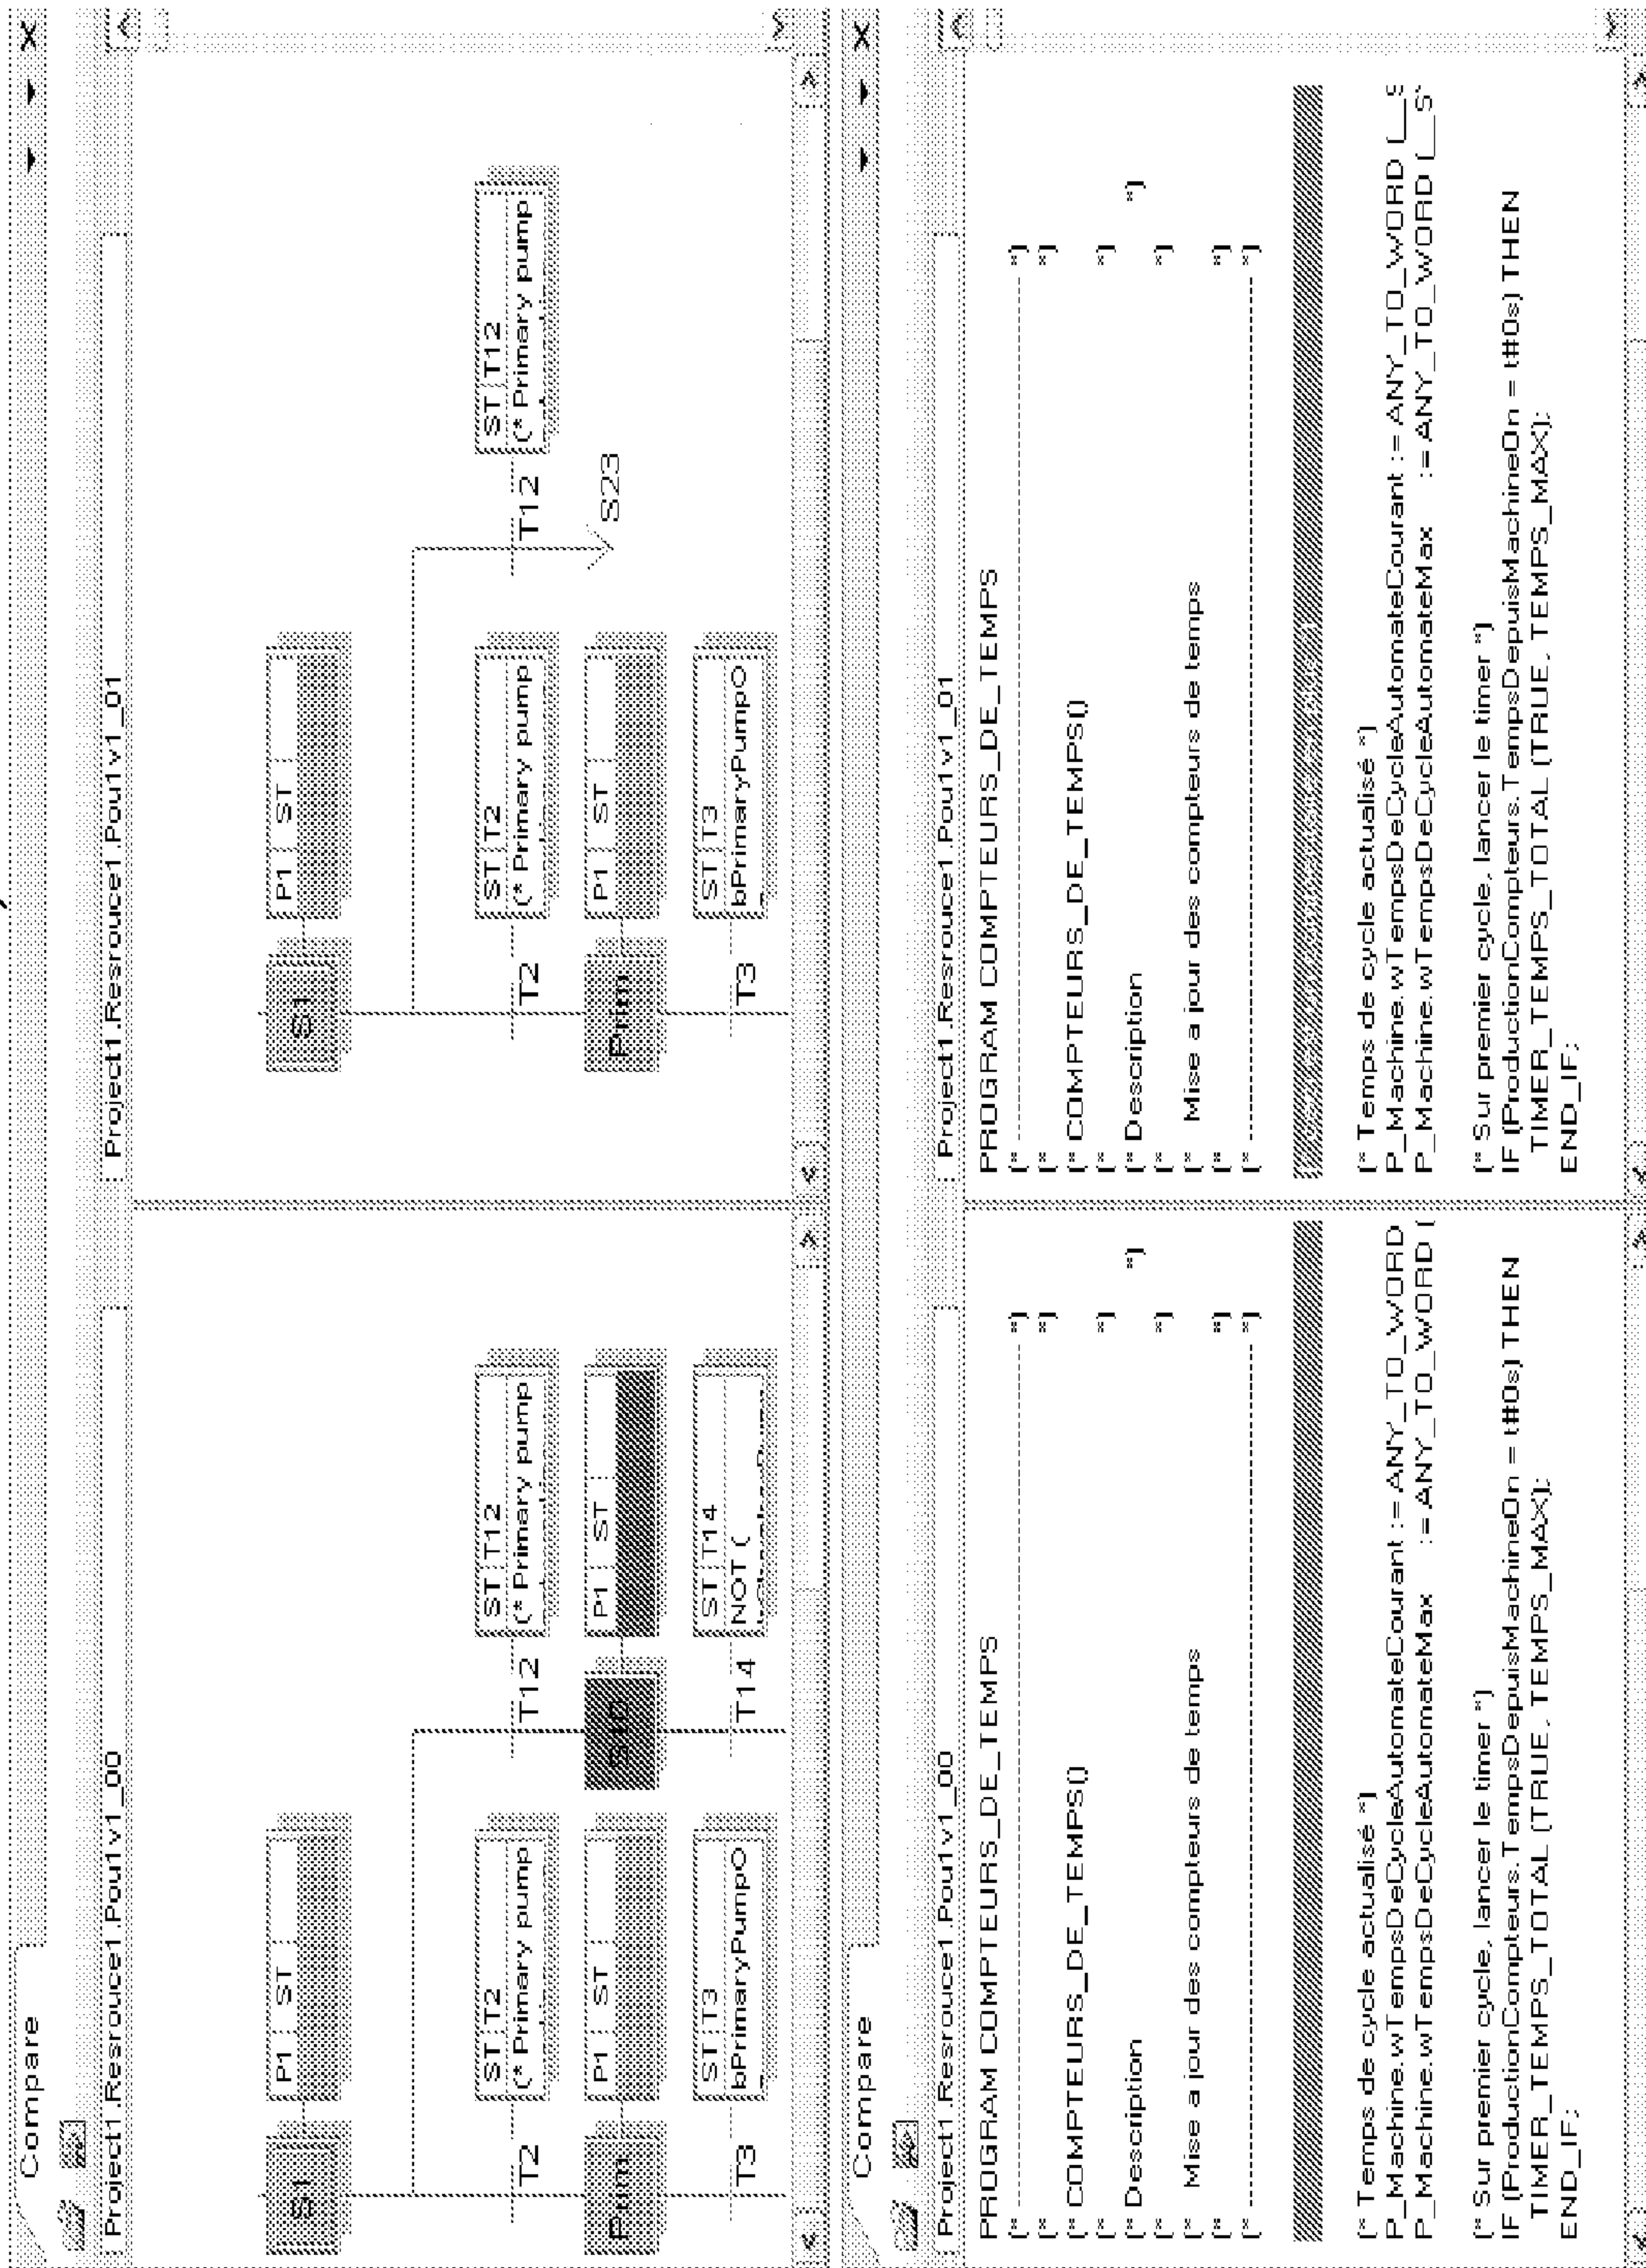 Compare
Project1.Resrouce1.Pou1v1_00
S1
P1 ST
T2
ST T2
(* Primary pump
T12
ST T12
(* Primary pump
Prim
P1 ST
P1 ST
T3
ST T3
bPrimaryPumpO
T14
ST T14
NOT (
Project1.Resrouce1.Pou1v1_01
S1
P1 ST
T2
ST T2
(* Primary pump
T12
ST T12
(* Primary pump
S23
Prim
P1 ST
T3
ST T3
bPrimaryPumpO
Compare
Project1.Resrouce1.Pou1v1_00
PROGRAM COMPTEURS_DE_TEMPS
(* ---------------------------------------- *)
(* *)
(* COMPTEURS_DE_TEMPS()
(* *)
(* Description *)
(* *)
(* Mise a jour des compteurs de temps
(* *)
(* ---------------------------------------- *)
(* Temps de cycle actualisé *)
P_Machine.wTempsDeCycleAutomateCourant := ANY_TO_WORD
P_Machine.wTempsDeCycleAutomateMax := ANY_TO_WORD (
(* Sur premier cycle, lancer le timer *)
IF (ProductionCompteurs.TempsDepuisMachineOn = t#0s) THEN
TIMER_TEMPS_TOTAL (TRUE, TEMPS_MAX);
END_IF;
Project1.Resrouce1.Pou1v1_01
PROGRAM COMPTEURS_DE_TEMPS
(* ---------------------------------------- *)
(* *)
(* COMPTEURS_DE_TEMPS()
(* *)
(* Description *)
(* *)
(* Mise a jour des compteurs de temps
(* *)
(* ---------------------------------------- *)
(* Temps de cycle actualisé *)
P_Machine.wTempsDeCycleAutomateCourant := ANY_TO_WORD (__S
P_Machine.wTempsDeCycleAutomateMax := ANY_TO_WORD (__S
(* Sur premier cycle, lancer le timer *)
IF (ProductionCompteurs.TempsDepuisMachineOn = t#0s) THEN
TIMER_TEMPS_TOTAL (TRUE, TEMPS_MAX);
END_IF;